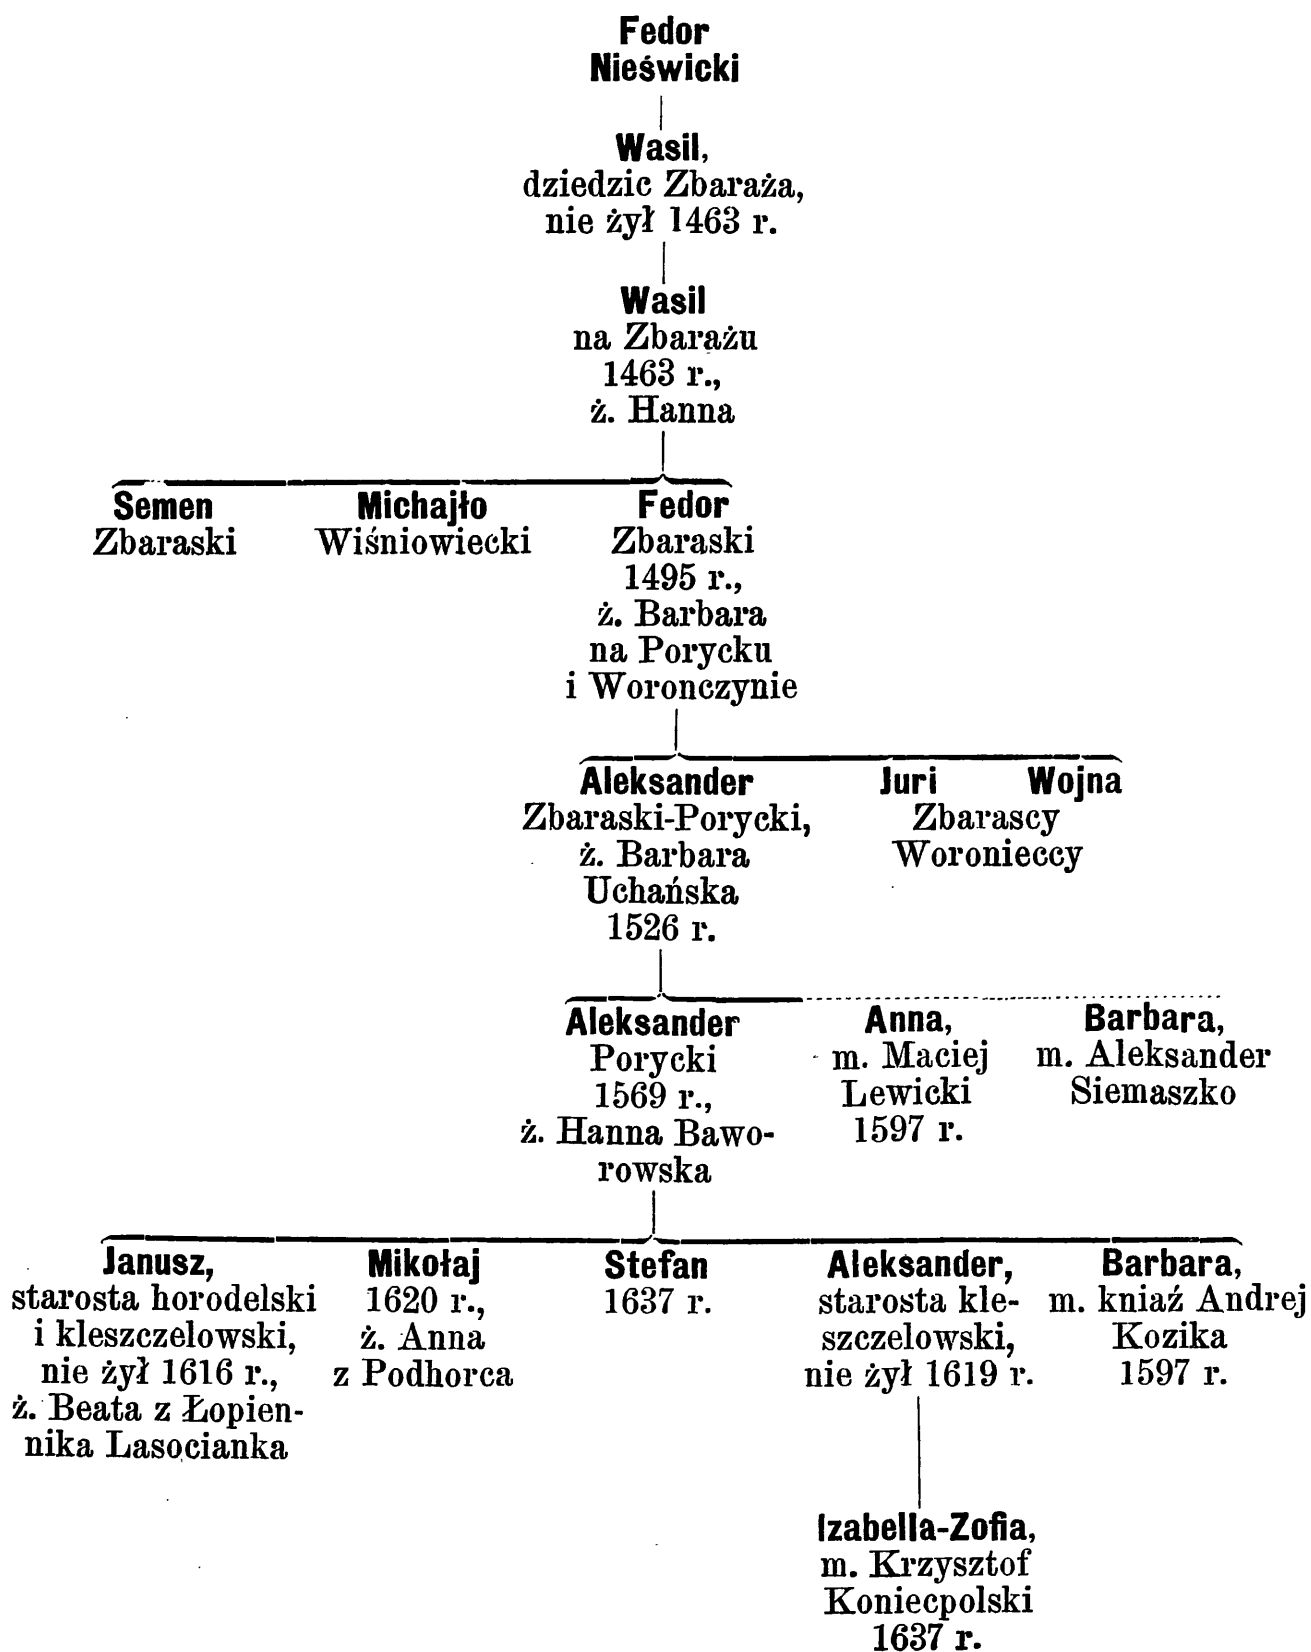 Fedor
Nieświcki
Wasil,
dziedzic Zbaraża,
nie żył 1463 r.
Wasil
na Zbarażu
1463 r.,
ż. Hanna
Semen
Zbaraski
Michajło
Wiśniowiecki
Fedor
Zbaraski
1495 r.,
ż. Barbara
na Porycku
i Woronczynie
Aleksander
Zbaraski-Porycki,
ż. Barbara
Uchańska
1526 r.
Juri Wojna
Zbarascy
Woronieccy
Aleksander
Porycki
1569 r.,
ż. Hanna Bawo-
rowska
Anna,
m. Maciej
Lewicki
1597 r.
Barbara,
m. Aleksander
Siemaszko
Janusz,
starosta horodelski
i kleszczelowski,
nie żył 1616 r.,
ż. Beata z Łopien-
nika Lasocianka
Mikołaj
1620 r.,
ż. Anna
z Podhorca
Stefan
1637 r.
Aleksander,
starosta kle-
szczelowski,
nie żył 1619 r.
Barbara,
m. kniaź Andrej
Kozika
1597 r.
Izabella-Zofia,
m. Krzysztof
Koniecpolski
1637 r.